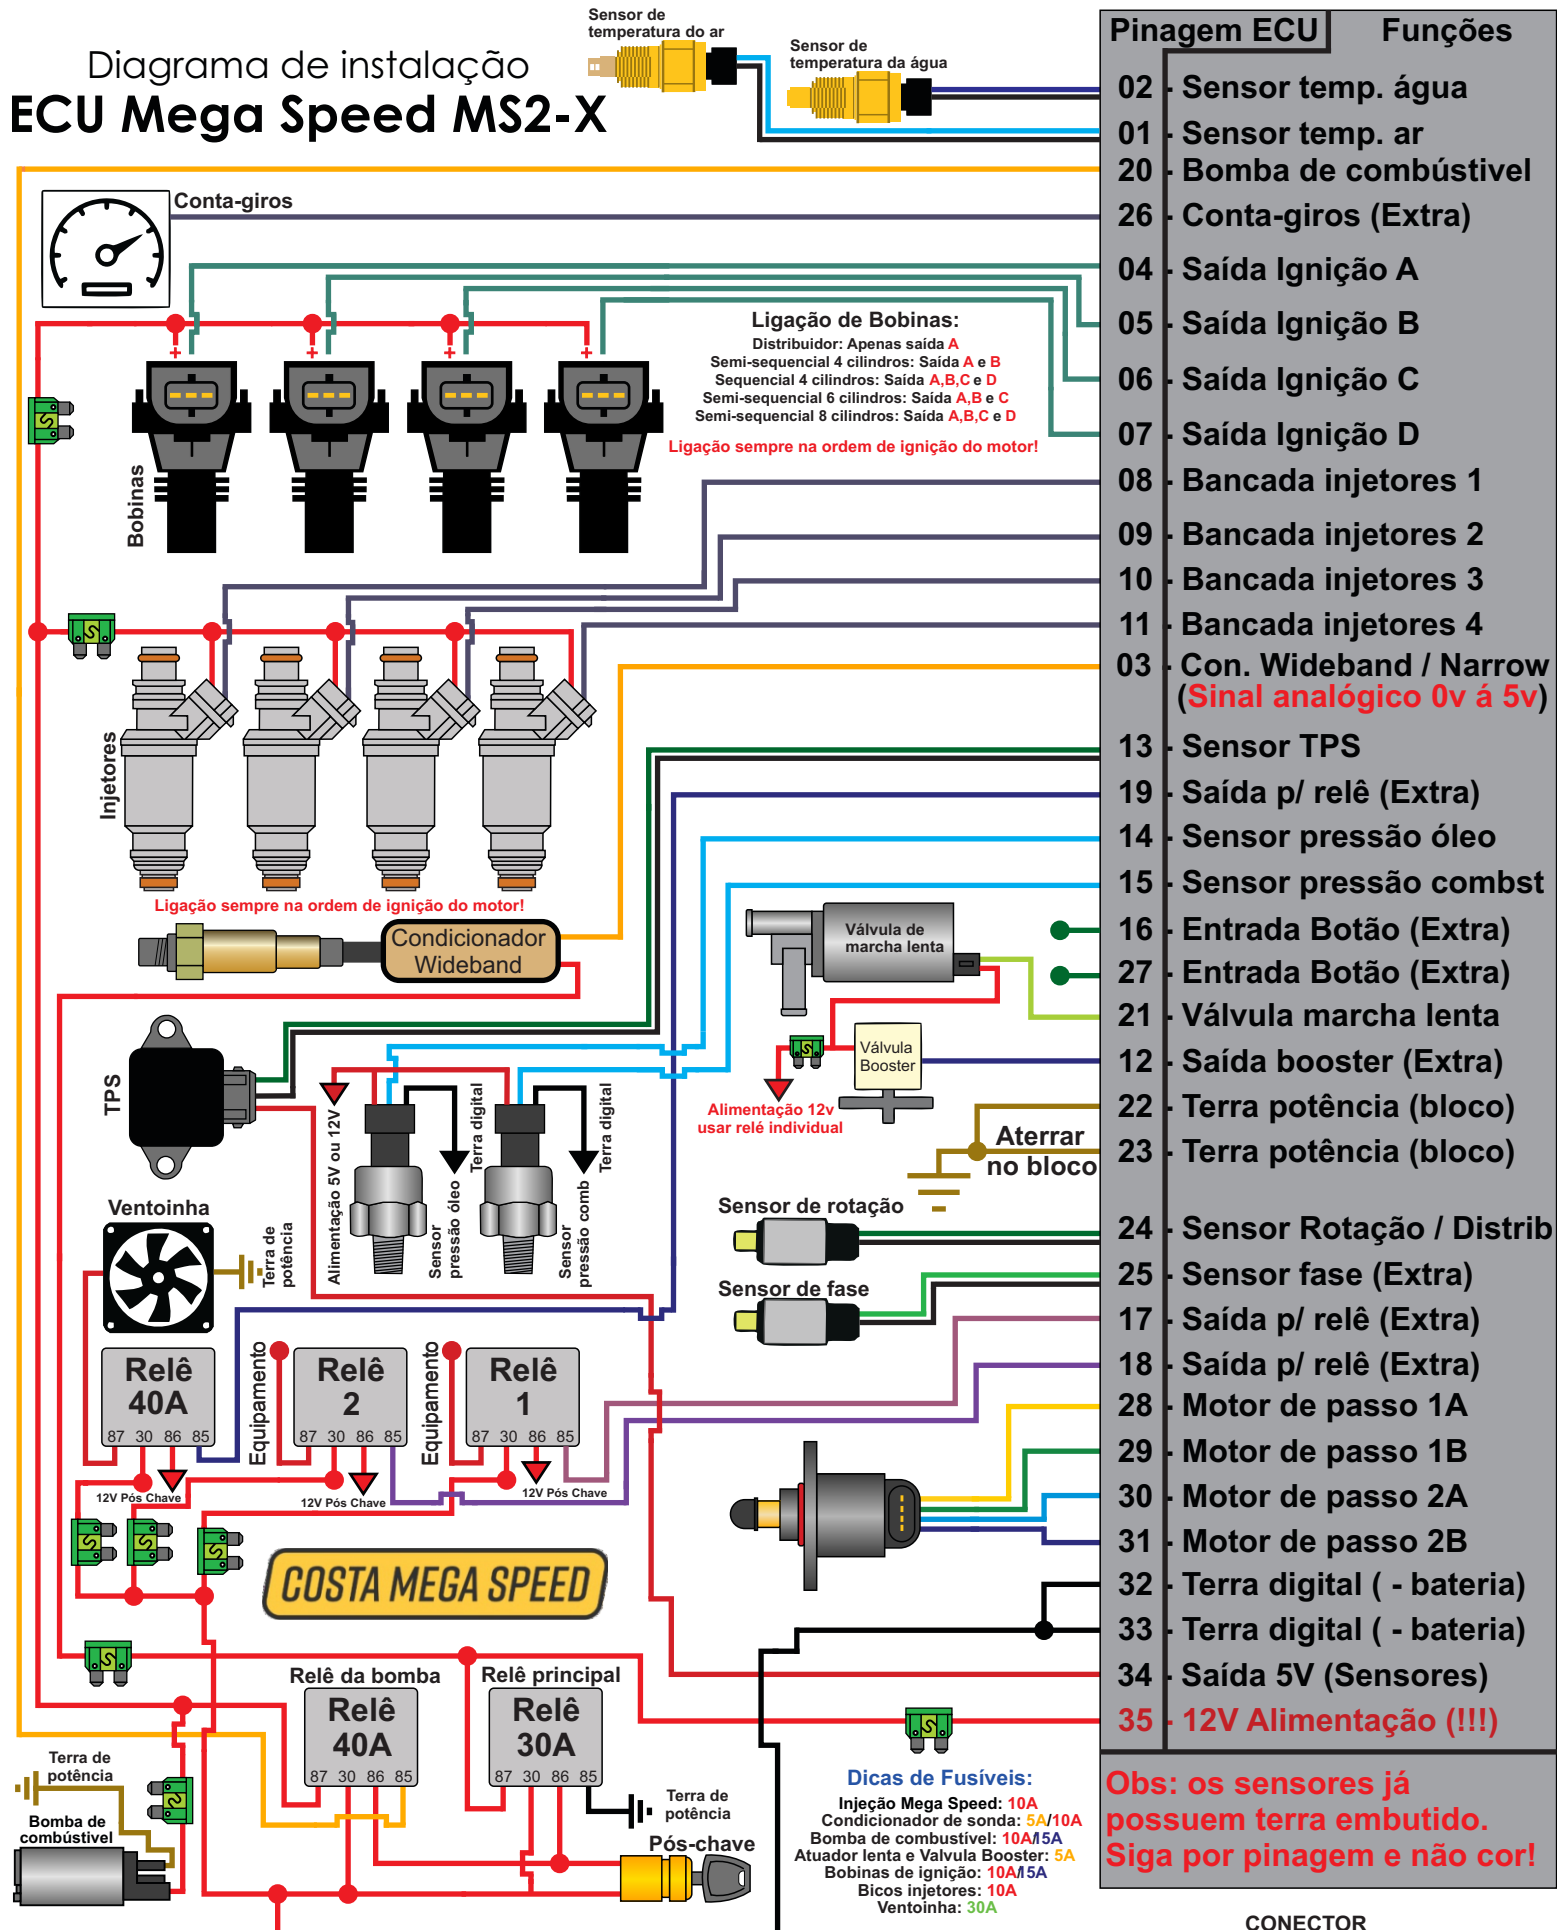 Diagrama de instalação
ECU Mega Speed MS2-X
Sensor de
temperatura do ar
Sensor de
temperatura da água
Pinagem ECU
Funções
02 - Sensor temp. água
01 - Sensor temp. ar
20 - Bomba de combústivel
26 - Conta-giros (Extra)
04 - Saída Ignição A
05 - Saída Ignição B
06 - Saída Ignição C
07 - Saída Ignição D
08 - Bancada injetores 1
09 - Bancada injetores 2
10 - Bancada injetores 3
11 - Bancada injetores 4
03 - Con. Wideband / Narrow
(Sinal analógico 0v á 5v)
13 - Sensor TPS
19 - Saída p/ relê (Extra)
14 - Sensor pressão óleo
15 - Sensor pressão combst
16 - Entrada Botão (Extra)
27 - Entrada Botão (Extra)
21 - Válvula marcha lenta
12 - Saída booster (Extra)
22 - Terra potência (bloco)
23 - Terra potência (bloco)
24 - Sensor Rotação / Distrib
25 - Sensor fase (Extra)
17 - Saída p/ relê (Extra)
18 - Saída p/ relê (Extra)
28 - Motor de passo 1A
29 - Motor de passo 1B
30 - Motor de passo 2A
31 - Motor de passo 2B
32 - Terra digital ( - bateria)
33 - Terra digital ( - bateria)
34 - Saída 5V (Sensores)
35 - 12V Alimentação (!!!)
Obs: os sensores já
possuem terra embutido.
Siga por pinagem e não cor!
CONECTOR
Conta-giros
+ + + +
Bobinas
Ligação de Bobinas:
Distribuidor: Apenas saída A
Semi-sequencial 4 cilindros: Saída A e B
Sequencial 4 cilindros: Saída A,B,C e D
Semi-sequencial 6 cilindros: Saída A,B e C
Semi-sequencial 8 cilindros: Saída A,B,C e D
Ligação sempre na ordem de ignição do motor!
Injetores
Ligação sempre na ordem de ignição do motor!
Condicionador
Wideband
Válvula de
marcha lenta
Válvula
Booster
Alimentação 12v
usar relé individual
Aterrar
no bloco
TPS
Alimentação 5V ou 12V
Terra digital
Sensor
pressão óleo
Terra digital
Sensor
pressão comb
Sensor de rotação
Sensor de fase
Ventoinha
Terra de
potência
Relê
40A
87 30 86 85
12V Pós Chave
Equipamento
Relê
2
87 30 86 85
12V Pós Chave
Equipamento
Relê
1
87 30 86 85
12V Pós Chave
COSTA MEGA SPEED
Relê da bomba
Relê
40A
87 30 86 85
Relê principal
Relê
30A
87 30 86 85
Terra de
potência
Pós-chave
Terra de
potência
Bomba de
combústivel
Dicas de Fusíveis:
Injeção Mega Speed: 10A
Condicionador de sonda: 5A/10A
Bomba de combustível: 10A/15A
Atuador lenta e Valvula Booster: 5A
Bobinas de ignição: 10A/15A
Bicos injetores: 10A
Ventoinha: 30A